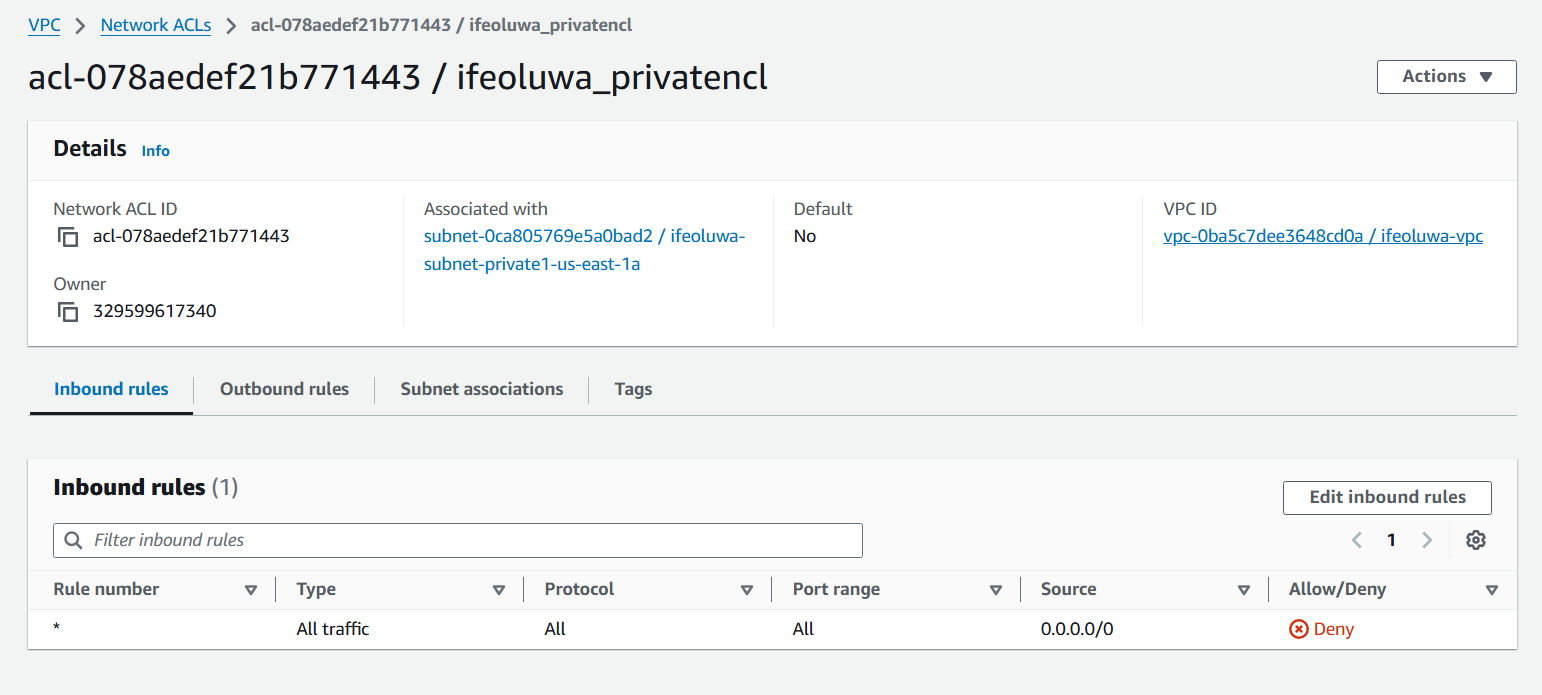 VPC > Network ACLs > acl-078aedef21b771443 / ifeoluwa_privatencl
acl-078aedef21b771443 / ifeoluwa_privatencl
Actions ▼
Details Info
Network ACL ID
acl-078aedef21b771443
Owner
329599617340
Associated with
subnet-0ca805769e5a0bad2 / ifeoluwa-
subnet-private1-us-east-1a
Default
No
VPC ID
vpc-0ba5c7dee3648cd0a / ifeoluwa-vpc
Inbound rules Outbound rules Subnet associations Tags
Inbound rules (1)
Edit inbound rules
Filter inbound rules
< 1 >
Rule number Type Protocol Port range Source Allow/Deny
* All traffic All All 0.0.0.0/0 Deny